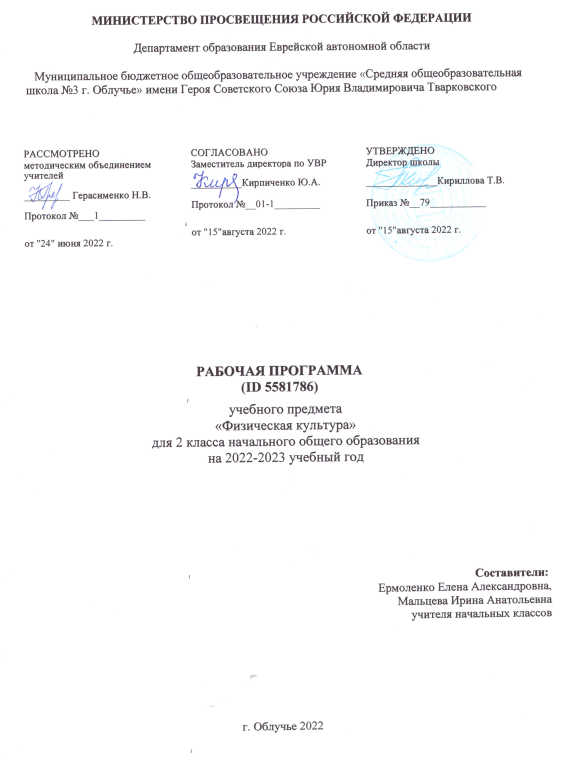 МИНИСТЕРСТВО ПРОСВЕЩЕНИЯ РОССИЙСКОЙ ФЕДЕРАЦИИ
Департамент образования Еврейской автономной области
Муниципальное бюджетное общеобразовательное учреждение «Средняя общеобразовательная
школа №3 г. Облучье» имени Героя Советского Союза Юрия Владимировича Тварковского
РАССМОТРЕНО
методическим объединением
учителей
_________ Герасименко Н.В.
Протокол №___1_________
от "24" июня 2022 г.
СОГЛАСОВАНО
Заместитель директора по УВР
_________ Кирпиченко Ю.А.
Протокол №__01-1_________
от "15"августа 2022 г.
УТВЕРЖДЕНО
Директор школы
______________Кириллова Т.В.
Приказ №__79___________
от "15"августа 2022 г.
РАБОЧАЯ ПРОГРАММА
(ID 5581786)
учебного предмета
«Физическая культура»
для 2 класса начального общего образования
на 2022-2023 учебный год
Составители:
Ермоленко Елена Александровна,
Мальцева Ирина Анатольевна
учителя начальных классов
г. Облучье 2022